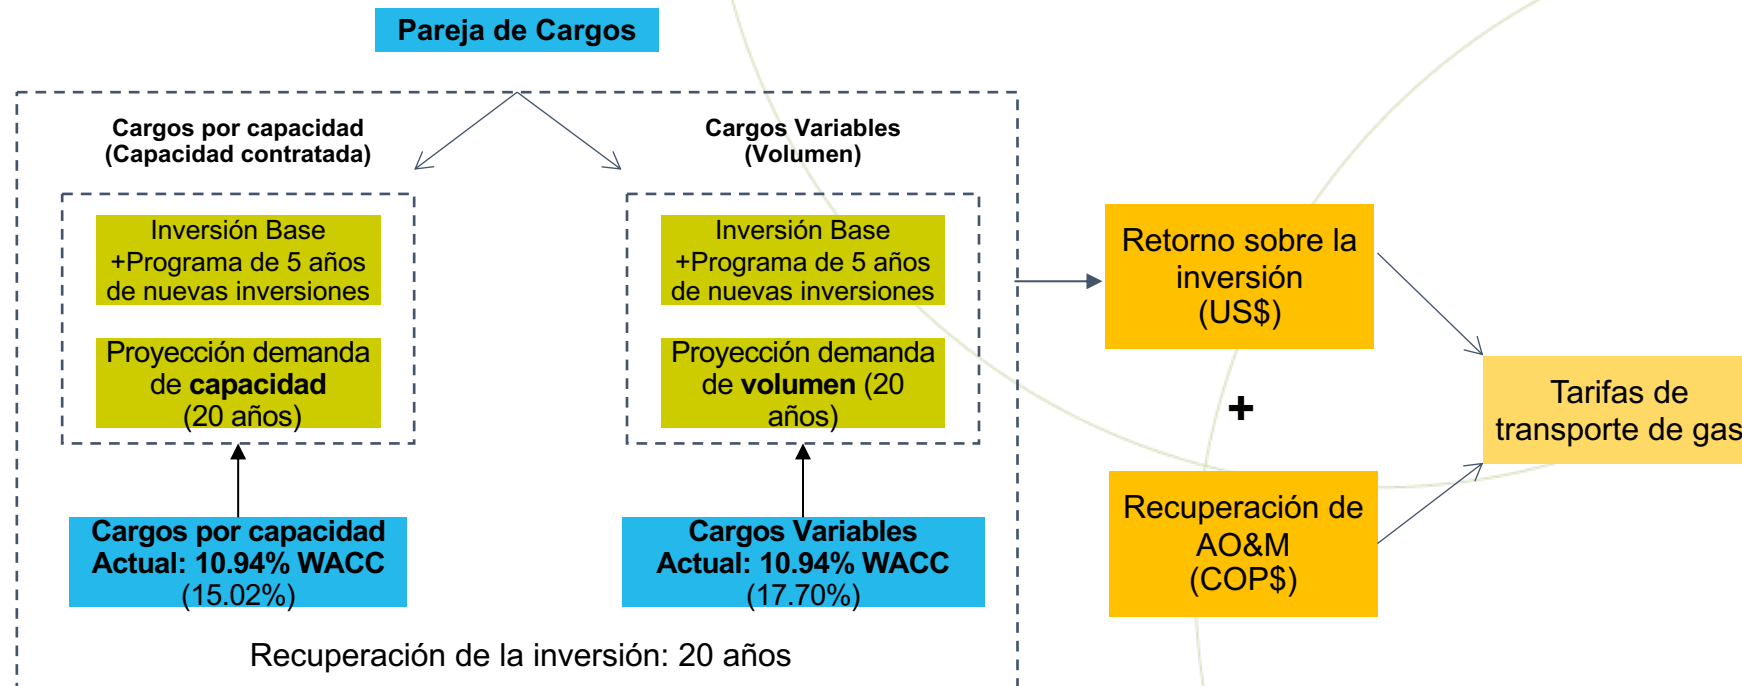 Pareja de Cargos
Cargos por capacidad
(Capacidad contratada)
Inversión Base
+Programa de 5 años
de nuevas inversiones
Proyección demanda
de capacidad
(20 años)
Cargos por capacidad
Actual: 10.94% WACC
(15.02%)
Cargos Variables
(Volumen)
Inversión Base
+Programa de 5 años
de nuevas inversiones
Proyección demanda
de volumen (20
años)
Cargos Variables
Actual: 10.94% WACC
(17.70%)
Recuperación de la inversión: 20 años
Retorno sobre la
inversión
(US$)
+
Recuperación de
AO&M
(COP$)
Tarifas de
transporte de gas